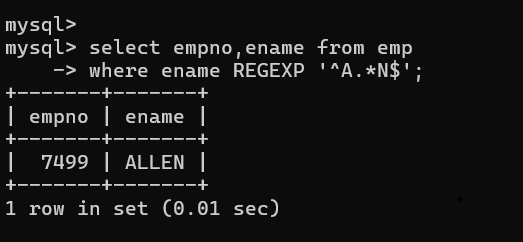 mysql>
mysql> select empno,ename from emp
    -> where ename REGEXP '^A.*N$';
+-------+-------+
| empno | ename |
+-------+-------+
|  7499 | ALLEN |
+-------+-------+
1 row in set (0.01 sec)